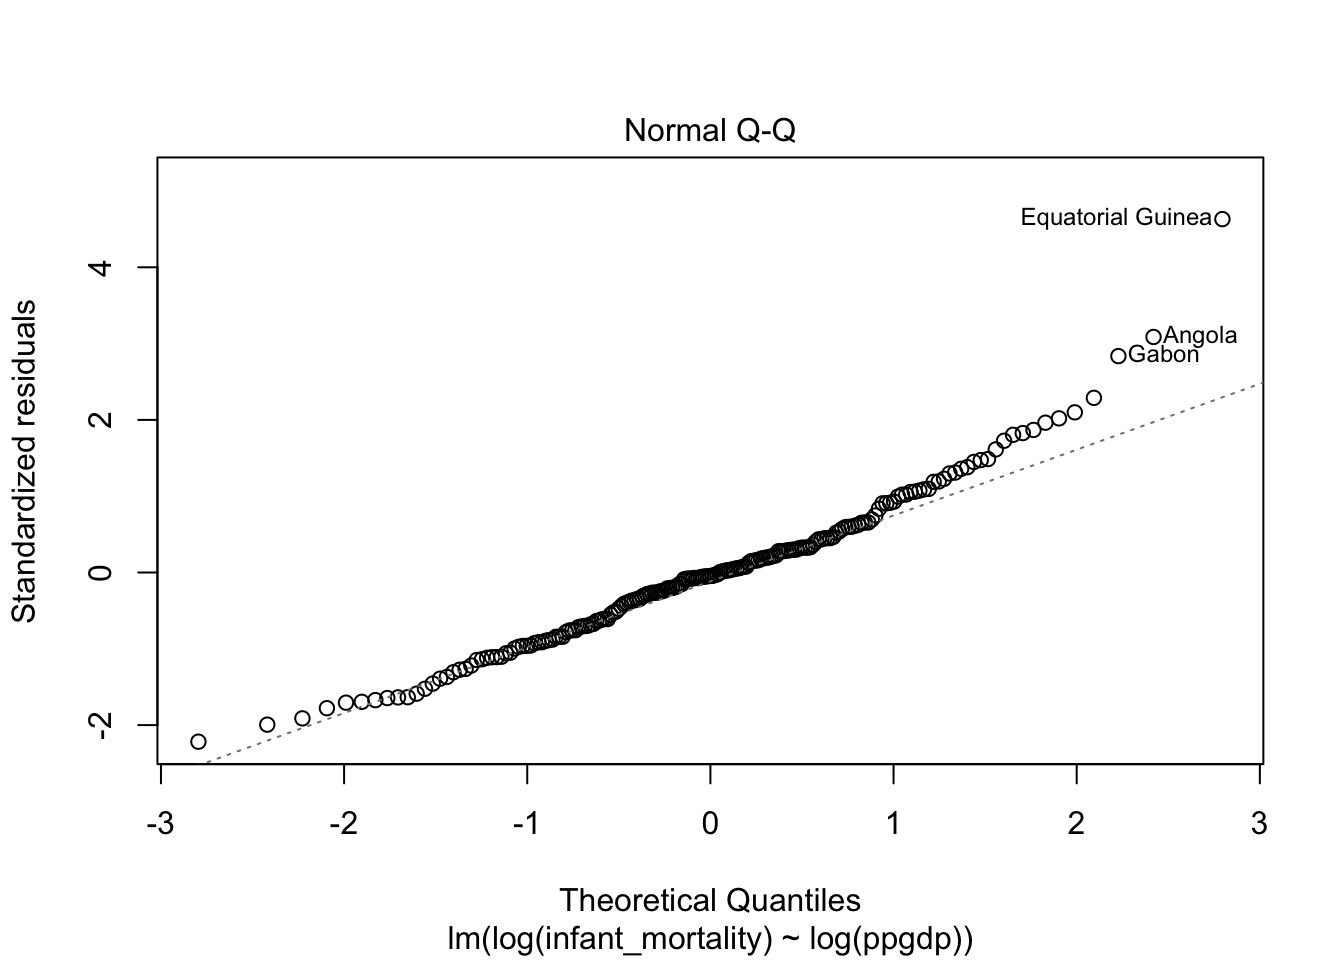 Normal Q-Q
Equatorial Guinea
Angola
Gabon
Standardized residuals
4
2
0
-2
-3 -2 -1 0 1 2 3
Theoretical Quantiles
lm(log(infant_mortality) ~ log(ppgdp))